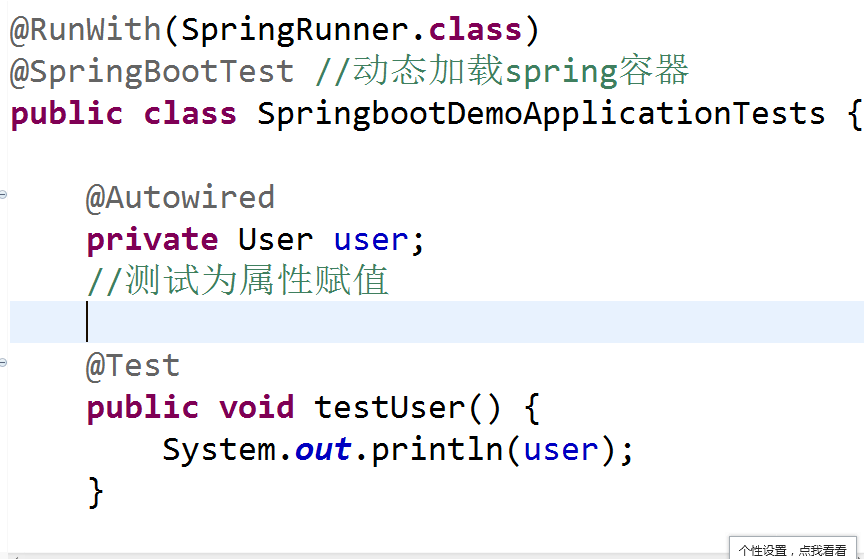 @RunWith(SpringRunner.class)
@SpringBootTest //动态加载spring容器
public class SpringbootDemoApplicationTests {
@Autowired
private User user;
//测试为属性赋值
@Test
public void testUser() {
System.out.println(user);
}
个性设置，点我看看